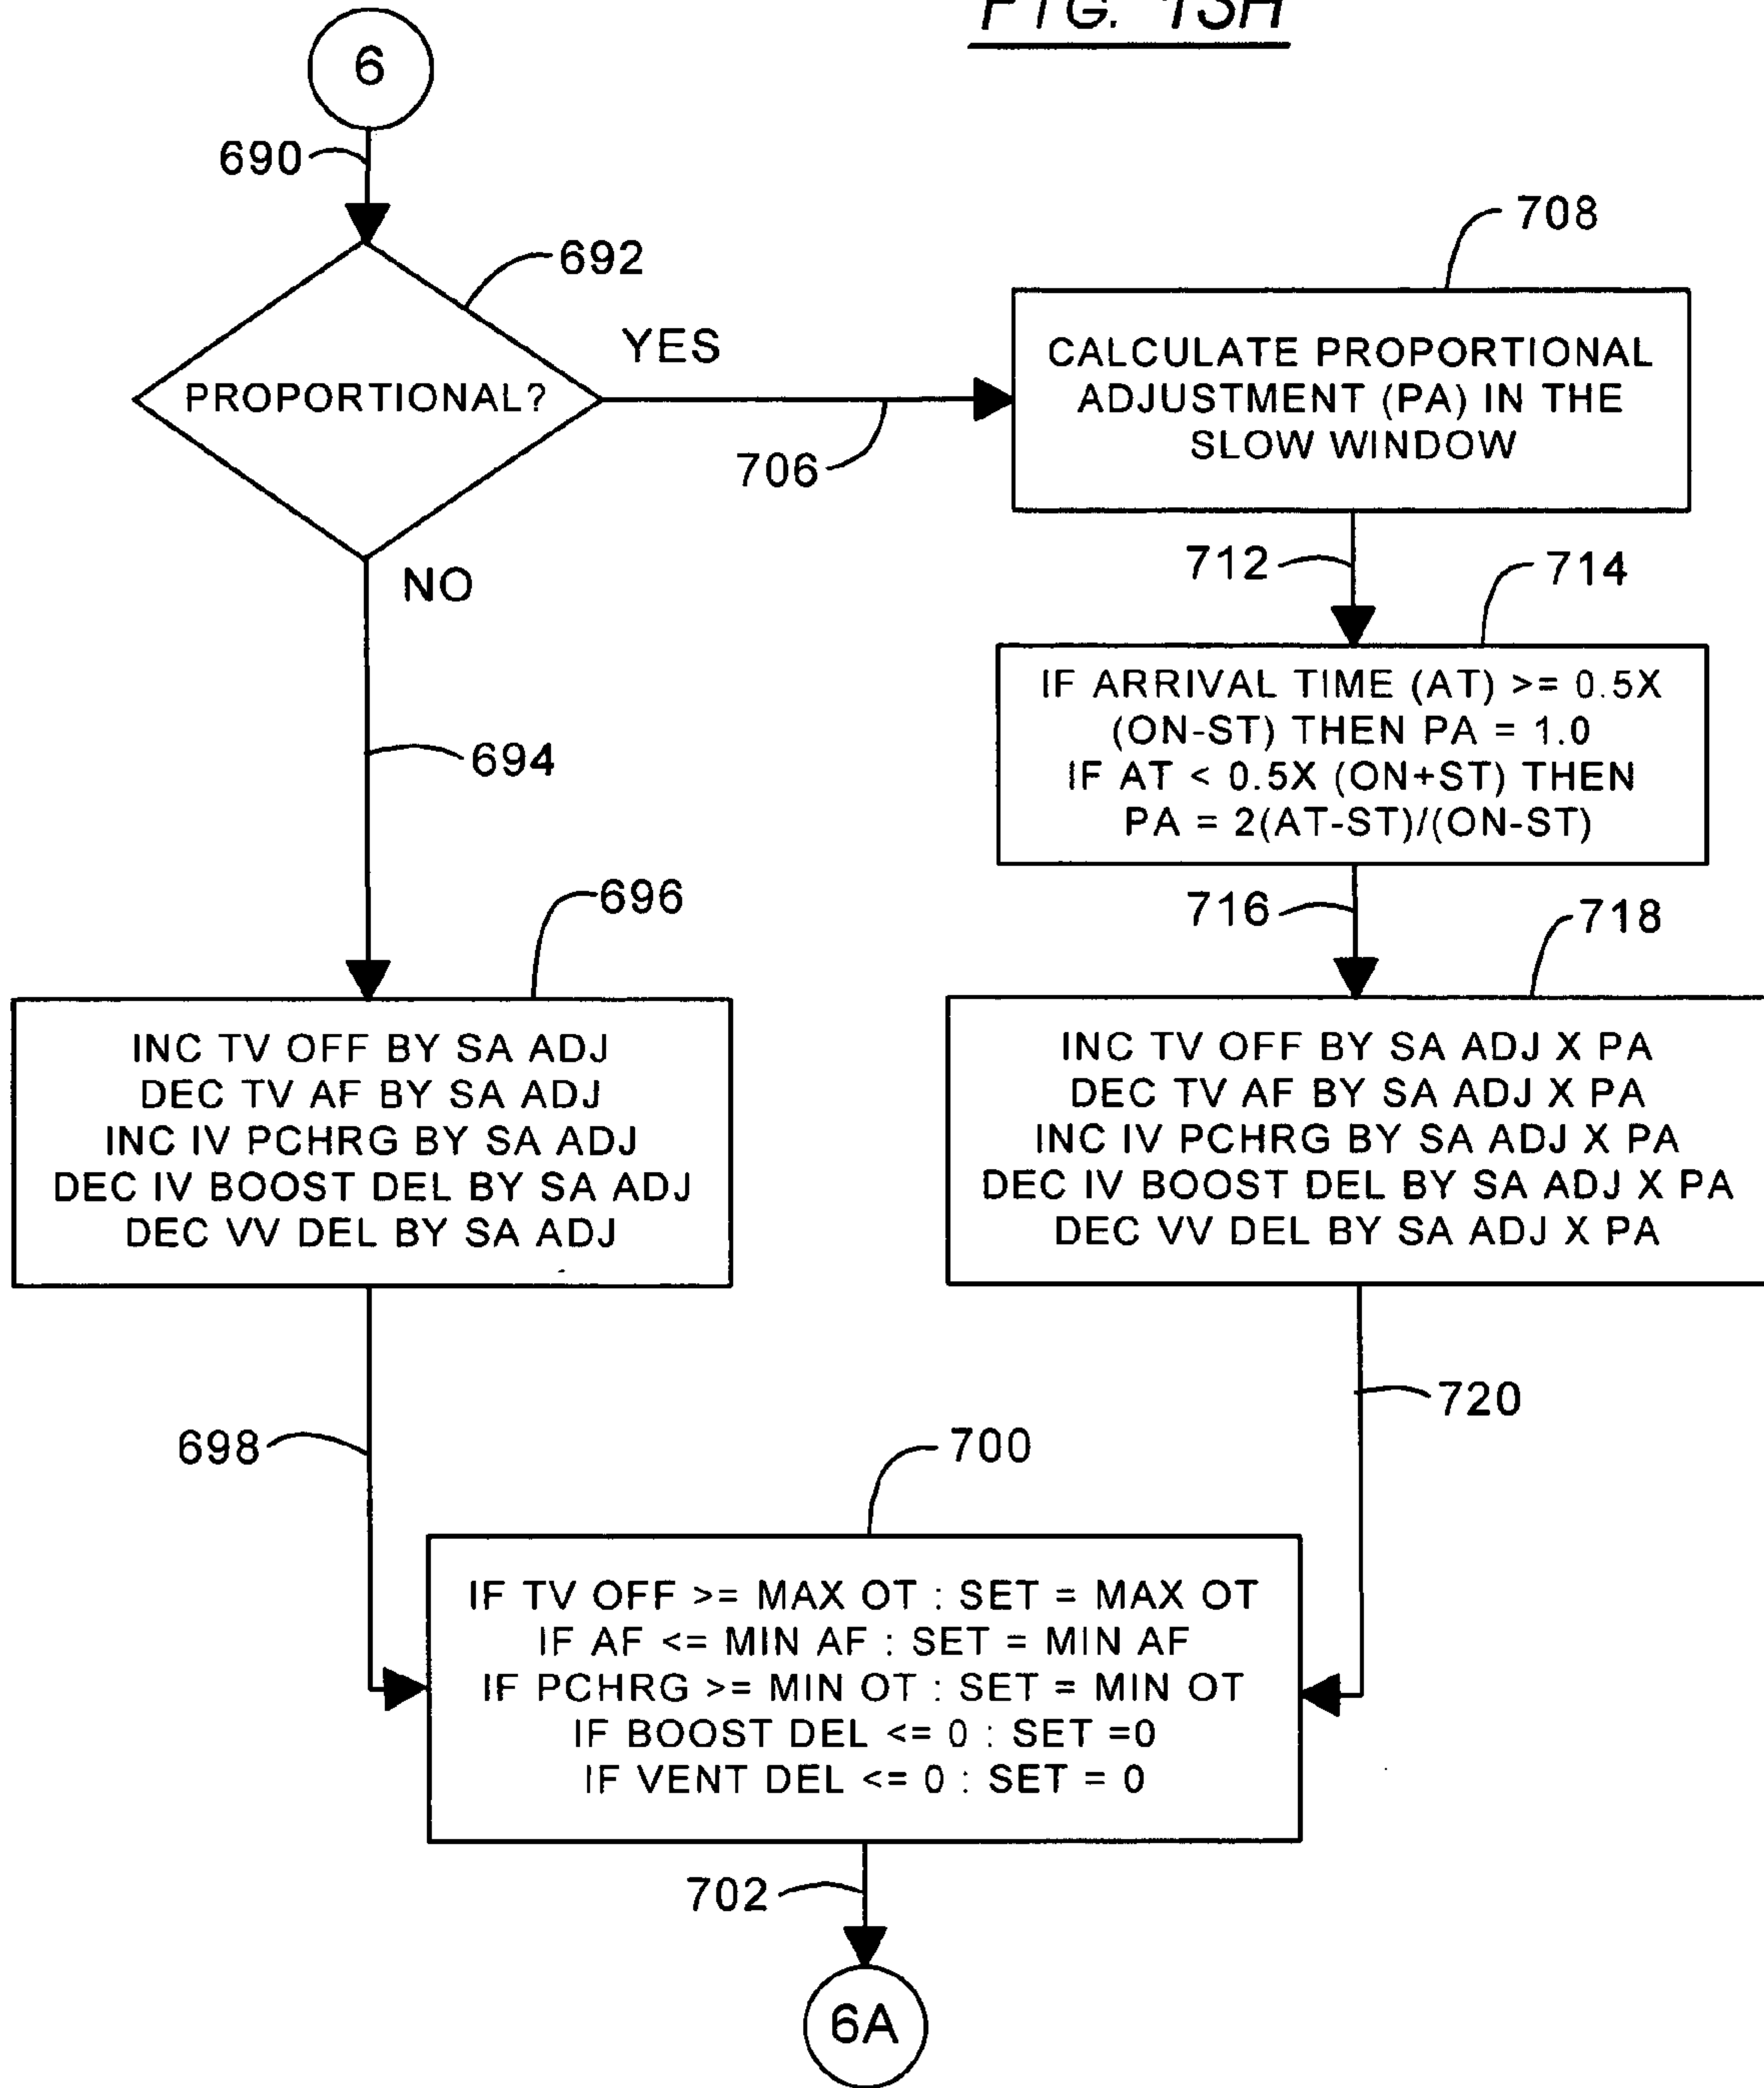 FIG. 13H
6
690
692
PROPORTIONAL?
YES
706
708
CALCULATE PROPORTIONAL
ADJUSTMENT (PA) IN THE
SLOW WINDOW
712
714
IF ARRIVAL TIME (AT) >= 0.5X
(ON-ST) THEN PA = 1.0
IF AT < 0.5X (ON+ST) THEN
PA = 2(AT-ST)/(ON-ST)
NO
694
696
INC TV OFF BY SA ADJ
DEC TV AF BY SA ADJ
INC IV PCHRG BY SA ADJ
DEC IV BOOST DEL BY SA ADJ
DEC VV DEL BY SA ADJ
716
718
INC TV OFF BY SA ADJ X PA
DEC TV AF BY SA ADJ X PA
INC IV PCHRG BY SA ADJ X PA
DEC IV BOOST DEL BY SA ADJ X PA
DEC VV DEL BY SA ADJ X PA
698
720
700
IF TV OFF >= MAX OT : SET = MAX OT
IF AF <= MIN AF : SET = MIN AF
IF PCHRG >= MIN OT : SET = MIN OT
IF BOOST DEL <= 0 : SET =0
IF VENT DEL <= 0 : SET = 0
702
6A